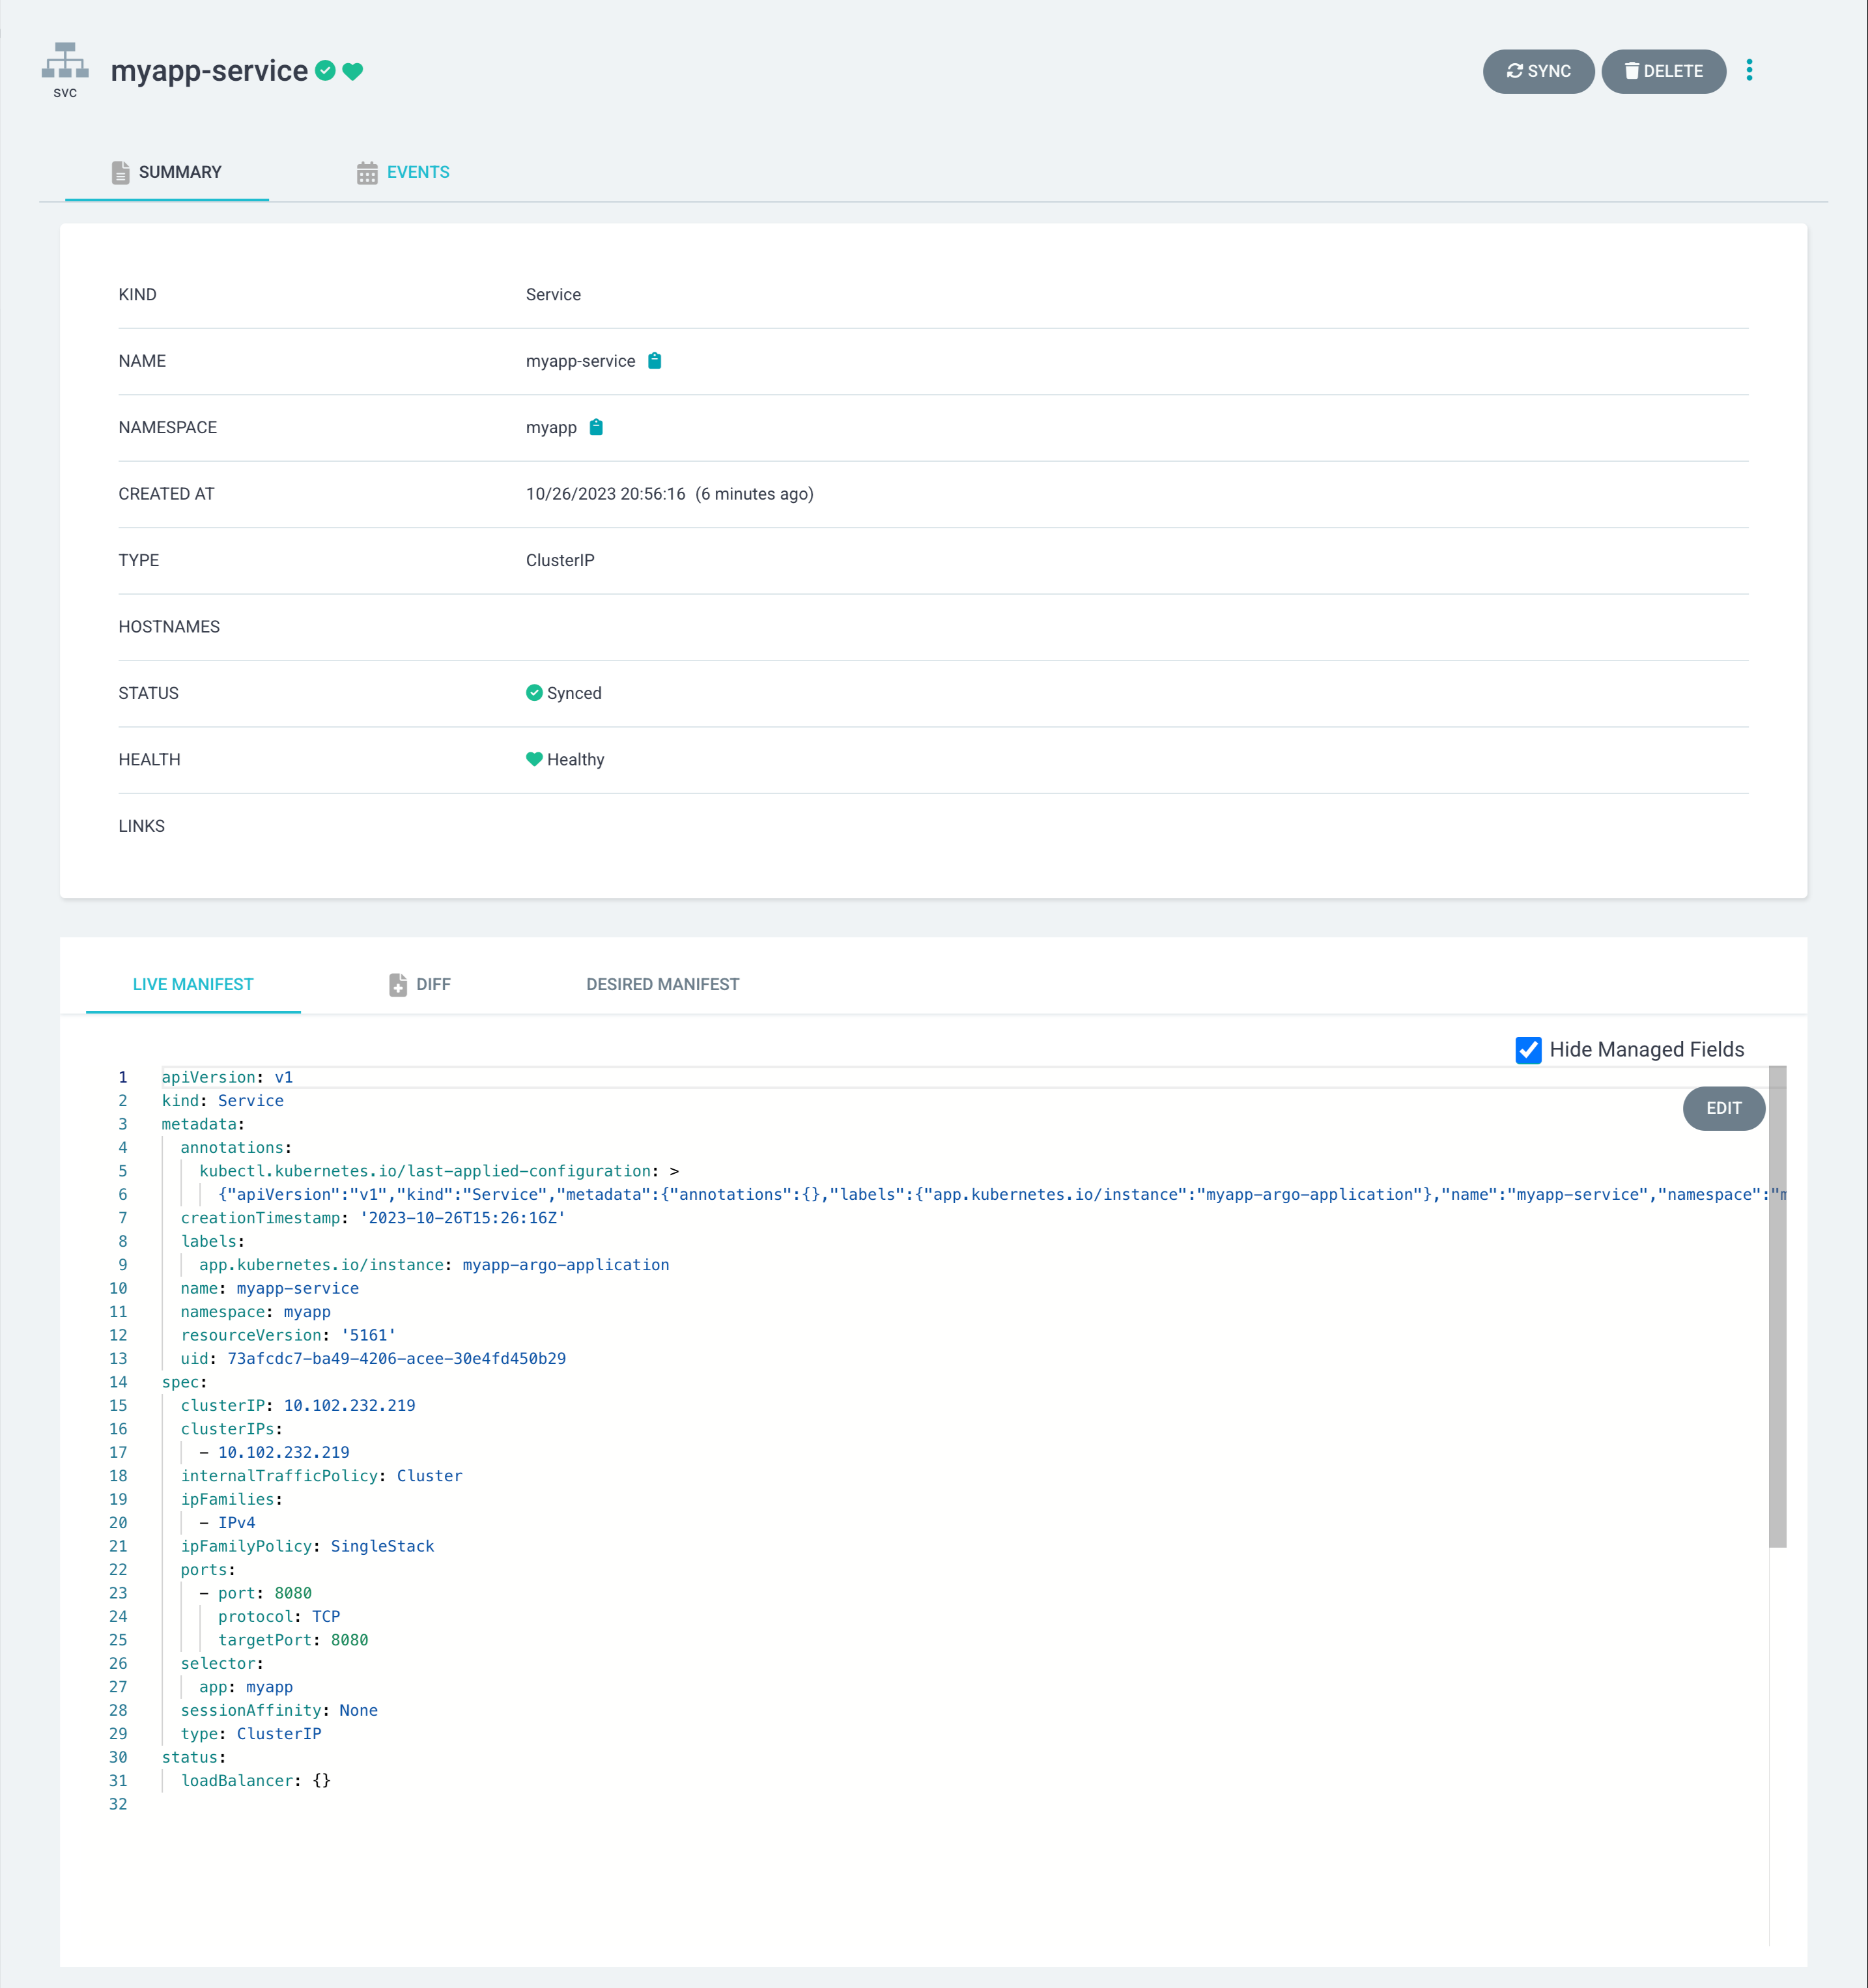 svc
myapp-service
SYNC DELETE
SUMMARY EVENTS
KIND Service
NAME myapp-service
NAMESPACE myapp
CREATED AT 10/26/2023 20:56:16 (6 minutes ago)
TYPE ClusterIP
HOSTNAMES
STATUS Synced
HEALTH Healthy
LINKS
LIVE MANIFEST DIFF DESIRED MANIFEST
Hide Managed Fields
EDIT
1 apiVersion: v1
2 kind: Service
3 metadata:
4 annotations:
5 kubectl.kubernetes.io/last-applied-configuration: >
6 {"apiVersion":"v1","kind":"Service","metadata":{"annotations":{},"labels":{"app.kubernetes.io/instance":"myapp-argo-application"},"name":"myapp-service","namespace":"m
7 creationTimestamp: '2023-10-26T15:26:16Z'
8 labels:
9 app.kubernetes.io/instance: myapp-argo-application
10 name: myapp-service
11 namespace: myapp
12 resourceVersion: '5161'
13 uid: 73afcdc7-ba49-4206-acee-30e4fd450b29
14 spec:
15 clusterIP: 10.102.232.219
16 clusterIPs:
17 - 10.102.232.219
18 internalTrafficPolicy: Cluster
19 ipFamilies:
20 - IPv4
21 ipFamilyPolicy: SingleStack
22 ports:
23 - port: 8080
24 protocol: TCP
25 targetPort: 8080
26 selector:
27 app: myapp
28 sessionAffinity: None
29 type: ClusterIP
30 status:
31 loadBalancer: {}
32